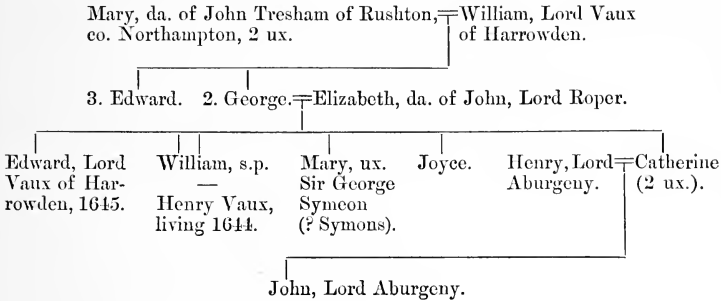 Mary, da. of John Tresham of Rushton,=William, Lord Vaux
co. Northampton, 2 ux. of Harrowden.
3. Edward. 2. George.=Elizabeth, da. of John, Lord Roper.
Edward, Lord William, s.p. Mary, ux. Joyce. Henry, Lord=Catherine
Vaux of Har- — Sir George Aburgeny. (2 ux.).
rowden, 1645. Henry Vaux, Symeon
living 1644. (? Symons).
John, Lord Aburgeny.